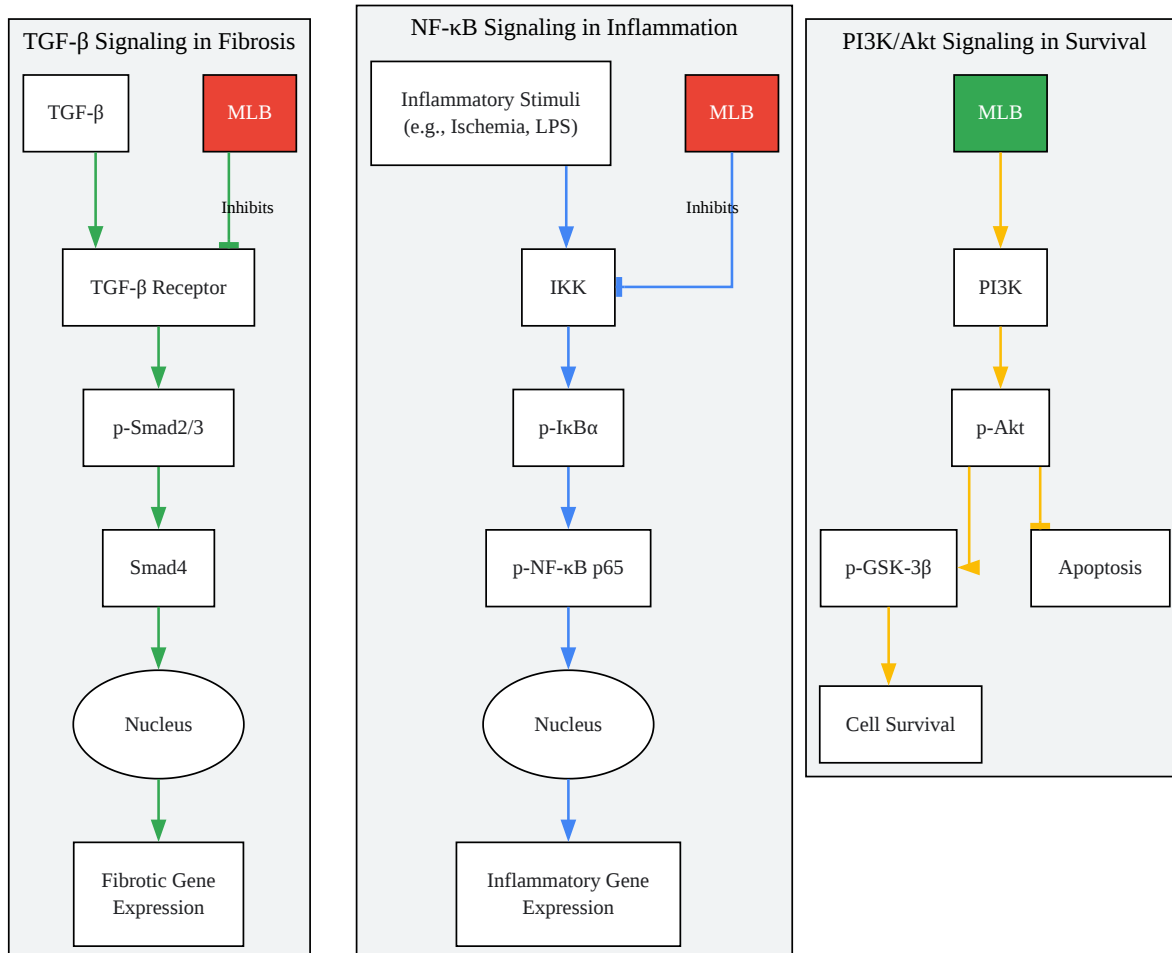 TGF-β Signaling in Fibrosis
TGF-β
MLB
Inhibits
TGF-β Receptor
p-Smad2/3
Smad4
Nucleus
Fibrotic Gene
Expression
NF-κB Signaling in Inflammation
Inflammatory Stimuli
(e.g., Ischemia, LPS)
MLB
Inhibits
IKK
p-IκBα
p-NF-κB p65
Nucleus
Inflammatory Gene
Expression
PI3K/Akt Signaling in Survival
MLB
PI3K
p-Akt
p-GSK-3β
Apoptosis
Cell Survival